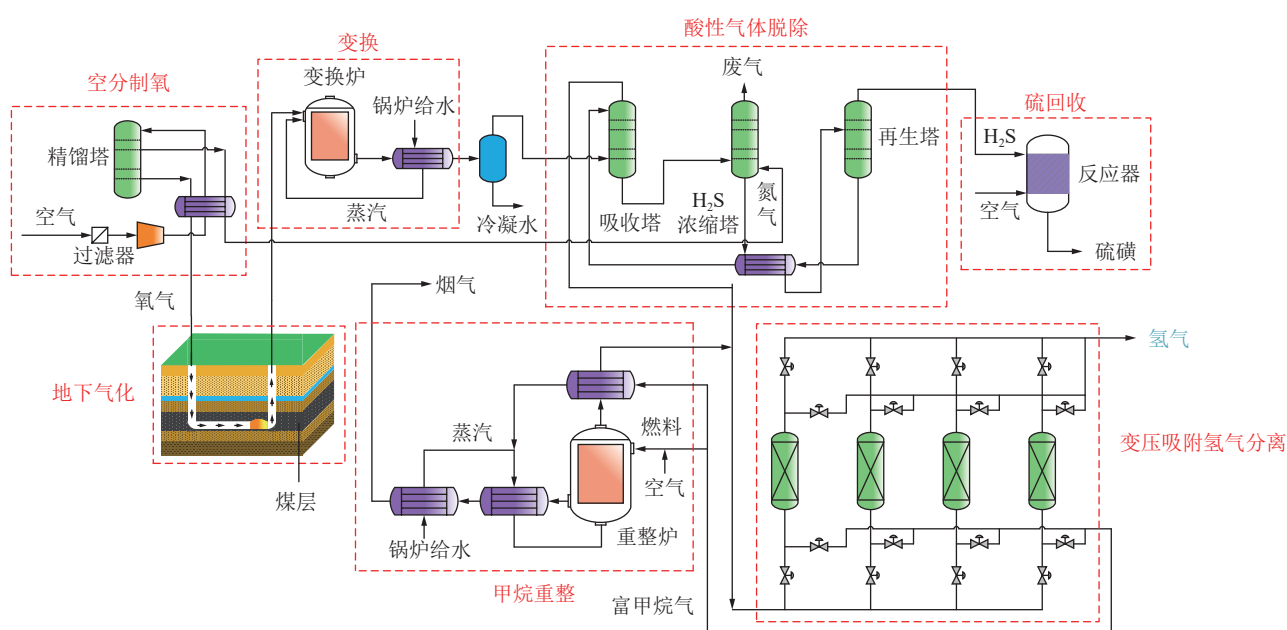 酸性气体脱除
变换
空分制氧
变换炉
锅炉给水
废气
硫回收
精馏塔
再生塔
H₂S
反应器
空气
过滤器
蒸汽
冷凝水
吸收塔
H₂S
浓缩塔
氮气
空气
硫磺
氧气
烟气
氢气
地下气化
煤层
蒸汽
燃料
空气
变压吸附氢气分离
锅炉给水
重整炉
甲烷重整
富甲烷气